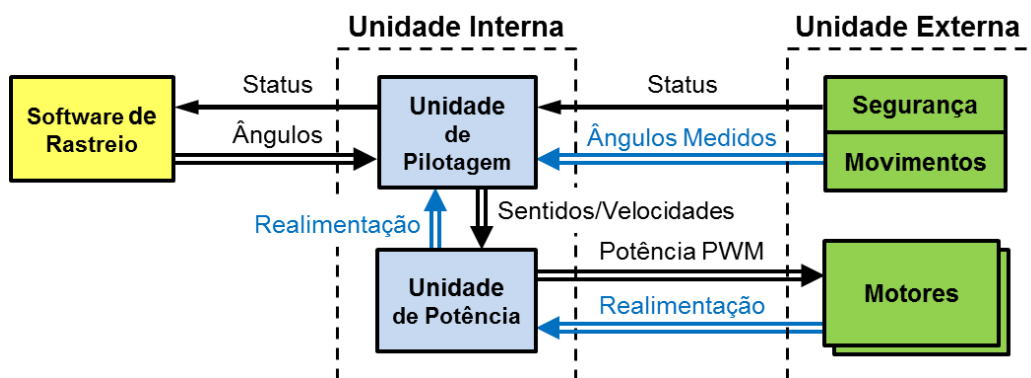 Unidade Interna
Unidade Externa
Software de
Rastreio
Status
Ângulos
Unidade
de
Pilotagem
Status
Ângulos Medidos
Segurança
Movimentos
Realimentação
Sentidos/Velocidades
Unidade
de Potência
Potência PWM
Realimentação
Motores